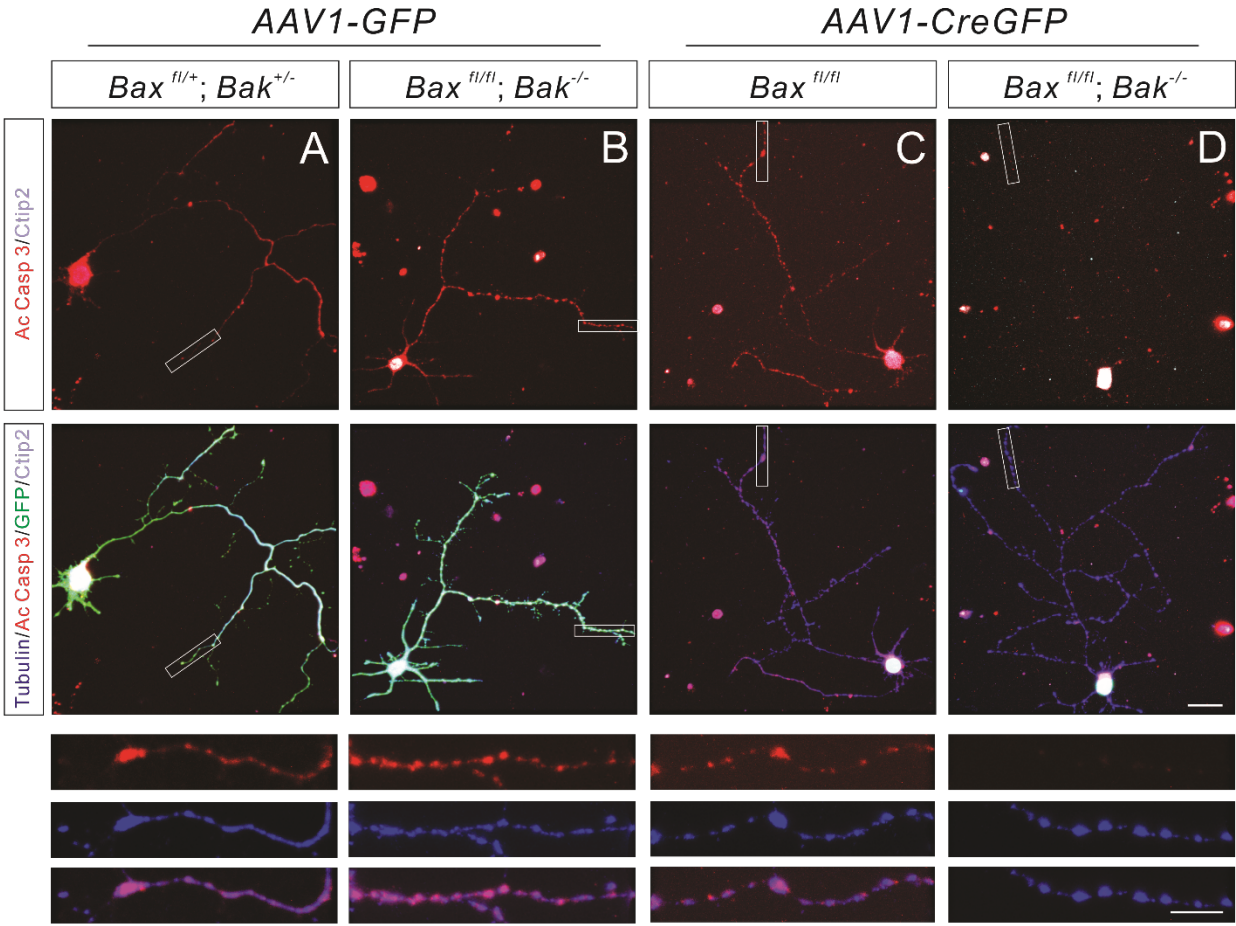 AAV1-GFP
AAV1-CreGFP
Bax fl/+; Bak+/-
Bax fl/fl; Bak-/-
Bax fl/fl
Bax fl/fl; Bak-/-
Ac Casp 3/Ctip2
A
B
C
D
Tubulin/Ac Casp 3/GFP/Ctip2